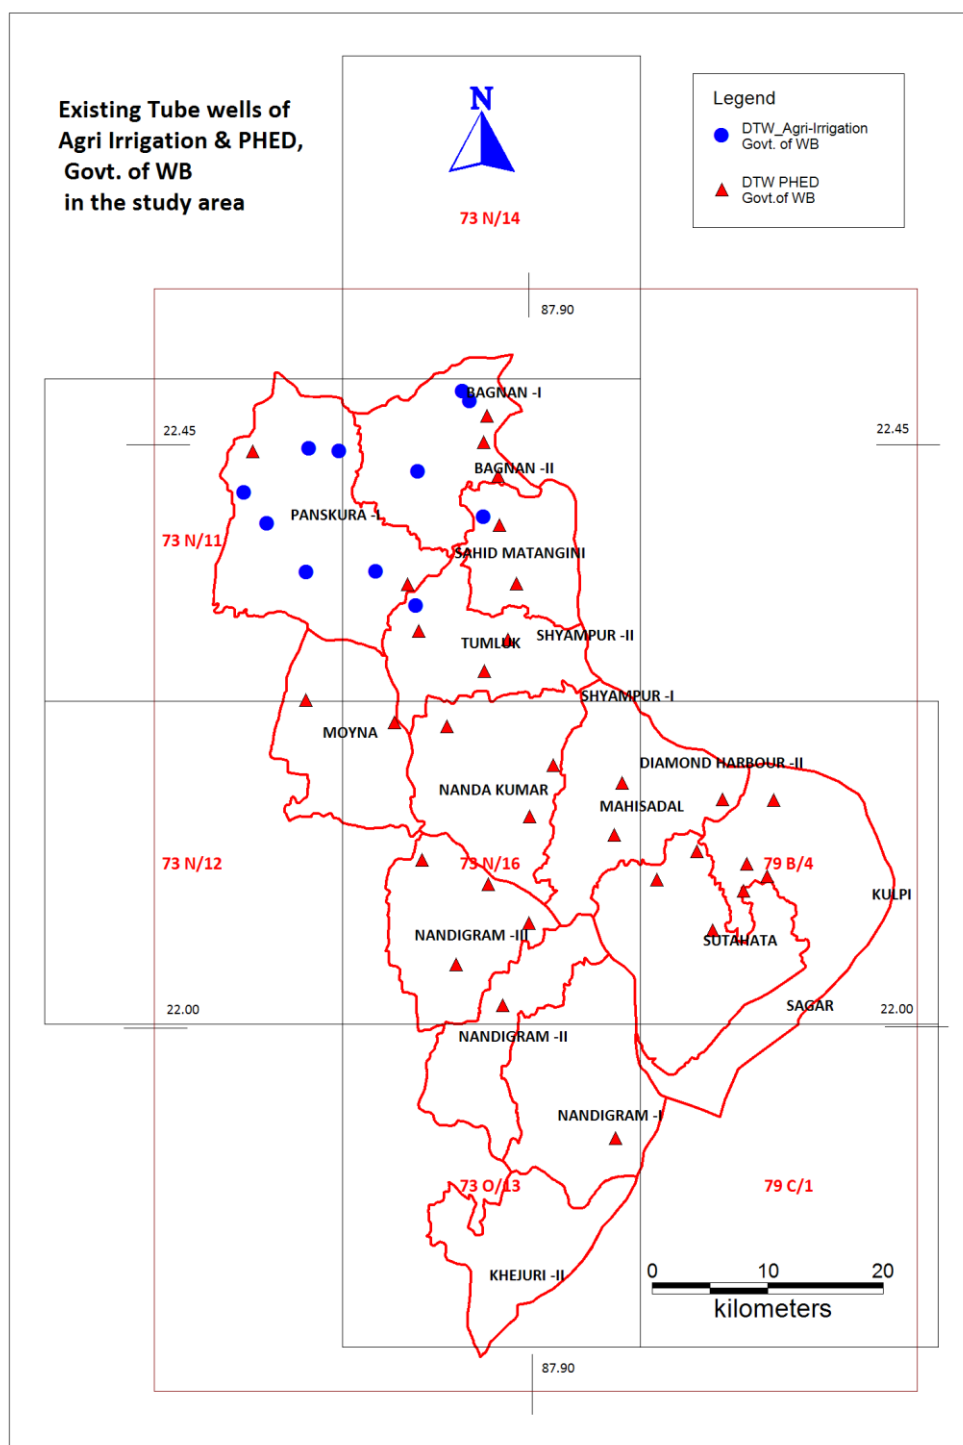 Existing Tube wells of
Agri Irrigation & PHED,
Govt. of WB
in the study area
N
Legend
DTW_Agri-Irrigation
Govt. of WB
DTW PHED
Govt.of WB
73 N/14
87.90
BAGNAN -I
22.45
22.45
BAGNAN -II
PANSKURA -I
73 N/11
SAHID MATANGINI
SHYAMPUR -II
TUMLUK
SHYAMPUR -I
MOYNA
DIAMOND HARBOUR -II
NANDA KUMAR
MAHISADAL
73 N/12
73 N/16
79 B/4
KULPI
NANDIGRAM -III
SUTAHATA
SAGAR
22.00
22.00
NANDIGRAM -II
NANDIGRAM -I
73 O/13
79 C/1
KHEJURI -II
0 10 20
kilometers
87.90